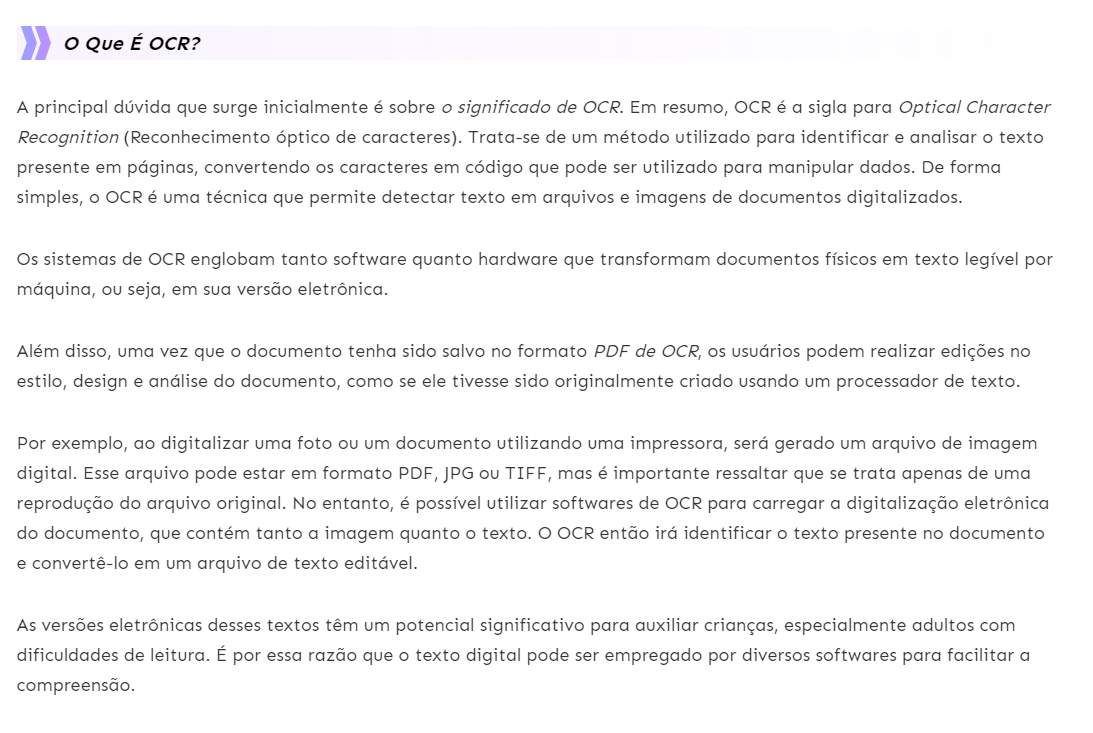 O Que É OCR?
A principal dúvida que surge inicialmente é sobre o significado de OCR. Em resumo, OCR é a sigla para Optical Character
Recognition (Reconhecimento óptico de caracteres). Trata-se de um método utilizado para identificar e analisar o texto
presente em páginas, convertendo os caracteres em código que pode ser utilizado para manipular dados. De forma
simples, o OCR é uma técnica que permite detectar texto em arquivos e imagens de documentos digitalizados.
Os sistemas de OCR englobam tanto software quanto hardware que transformam documentos físicos em texto legível por
máquina, ou seja, em sua versão eletrônica.
Além disso, uma vez que o documento tenha sido salvo no formato PDF de OCR, os usuários podem realizar edições no
estilo, design e análise do documento, como se ele tivesse sido originalmente criado usando um processador de texto.
Por exemplo, ao digitalizar uma foto ou um documento utilizando uma impressora, será gerado um arquivo de imagem
digital. Esse arquivo pode estar em formato PDF, JPG ou TIFF, mas é importante ressaltar que se trata apenas de uma
reprodução do arquivo original. No entanto, é possível utilizar softwares de OCR para carregar a digitalização eletrônica
do documento, que contém tanto a imagem quanto o texto. O OCR então irá identificar o texto presente no documento
e convertê-lo em um arquivo de texto editável.
As versões eletrônicas desses textos têm um potencial significativo para auxiliar crianças, especialmente adultos com
dificuldades de leitura. É por essa razão que o texto digital pode ser empregado por diversos softwares para facilitar a
compreensão.